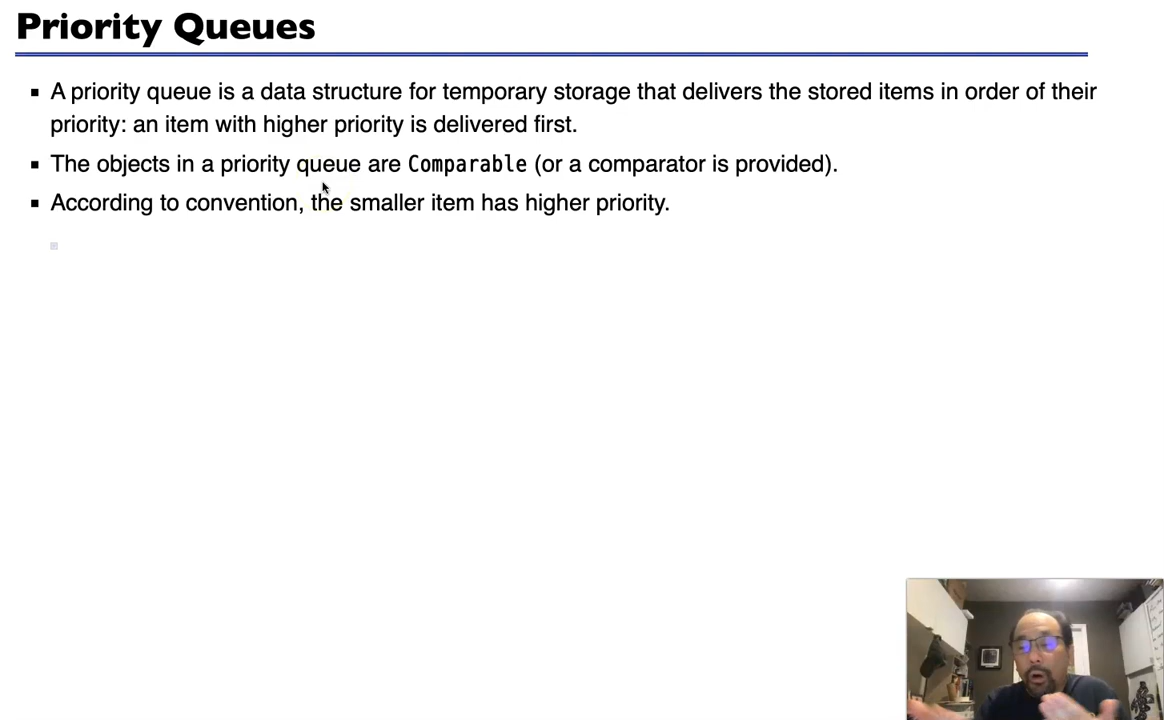 Priority Queues
A priority queue is a data structure for temporary storage that delivers the stored items in order of their
priority: an item with higher priority is delivered first.
The objects in a priority queue are Comparable (or a comparator is provided).
According to convention, the smaller item has higher priority.